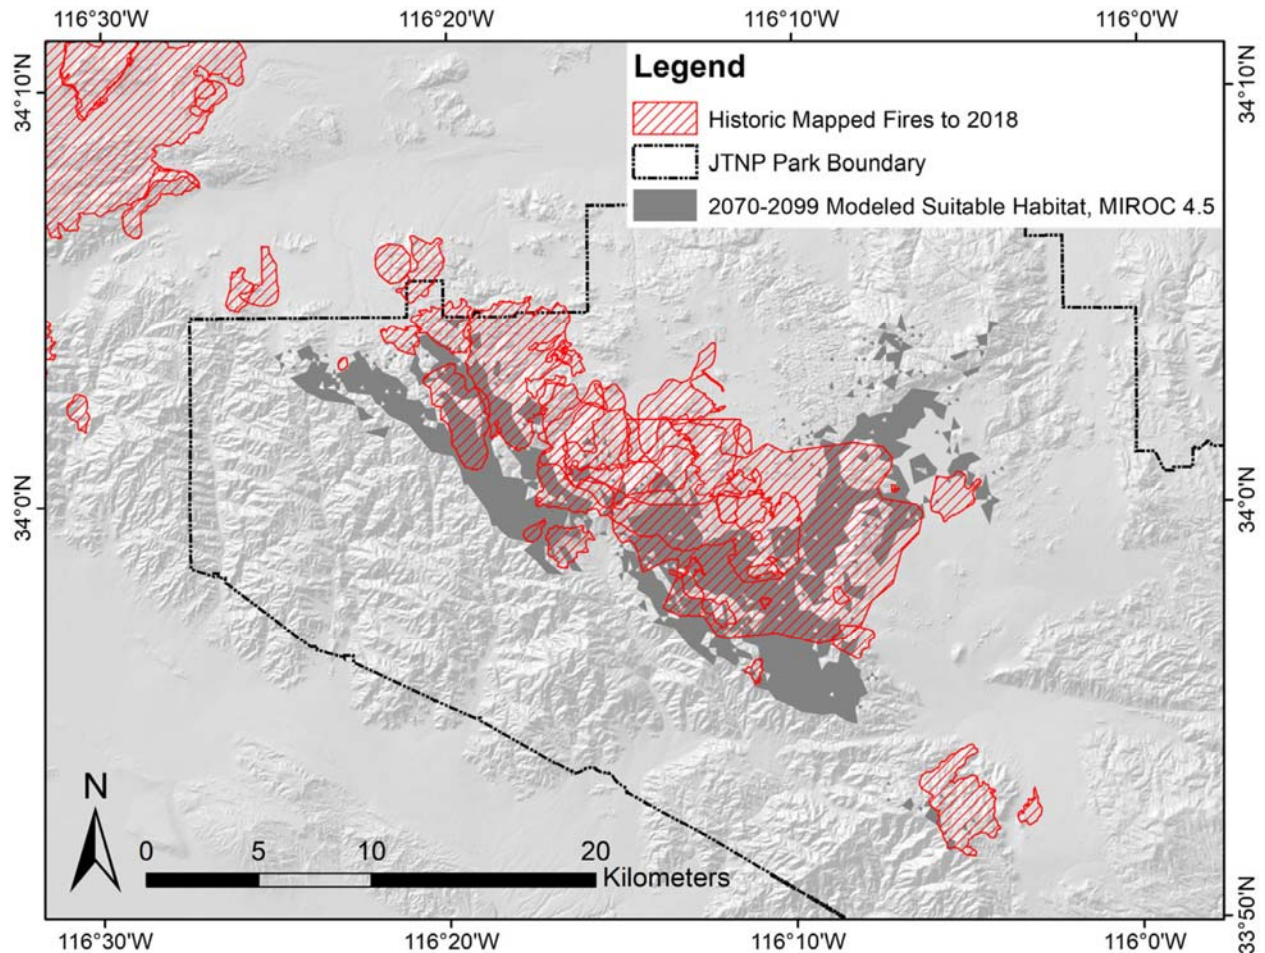 116°30'W 116°20'W 116°10'W 116°0'W
34°10'N
34°10'N
Legend
Historic Mapped Fires to 2018
JTNP Park Boundary
2070-2099 Modeled Suitable Habitat, MIROC 4.5
34°0'N
34°0'N
N
0 5 10 20
Kilometers
33°50'N
116°30'W 116°20'W 116°10'W 116°0'W